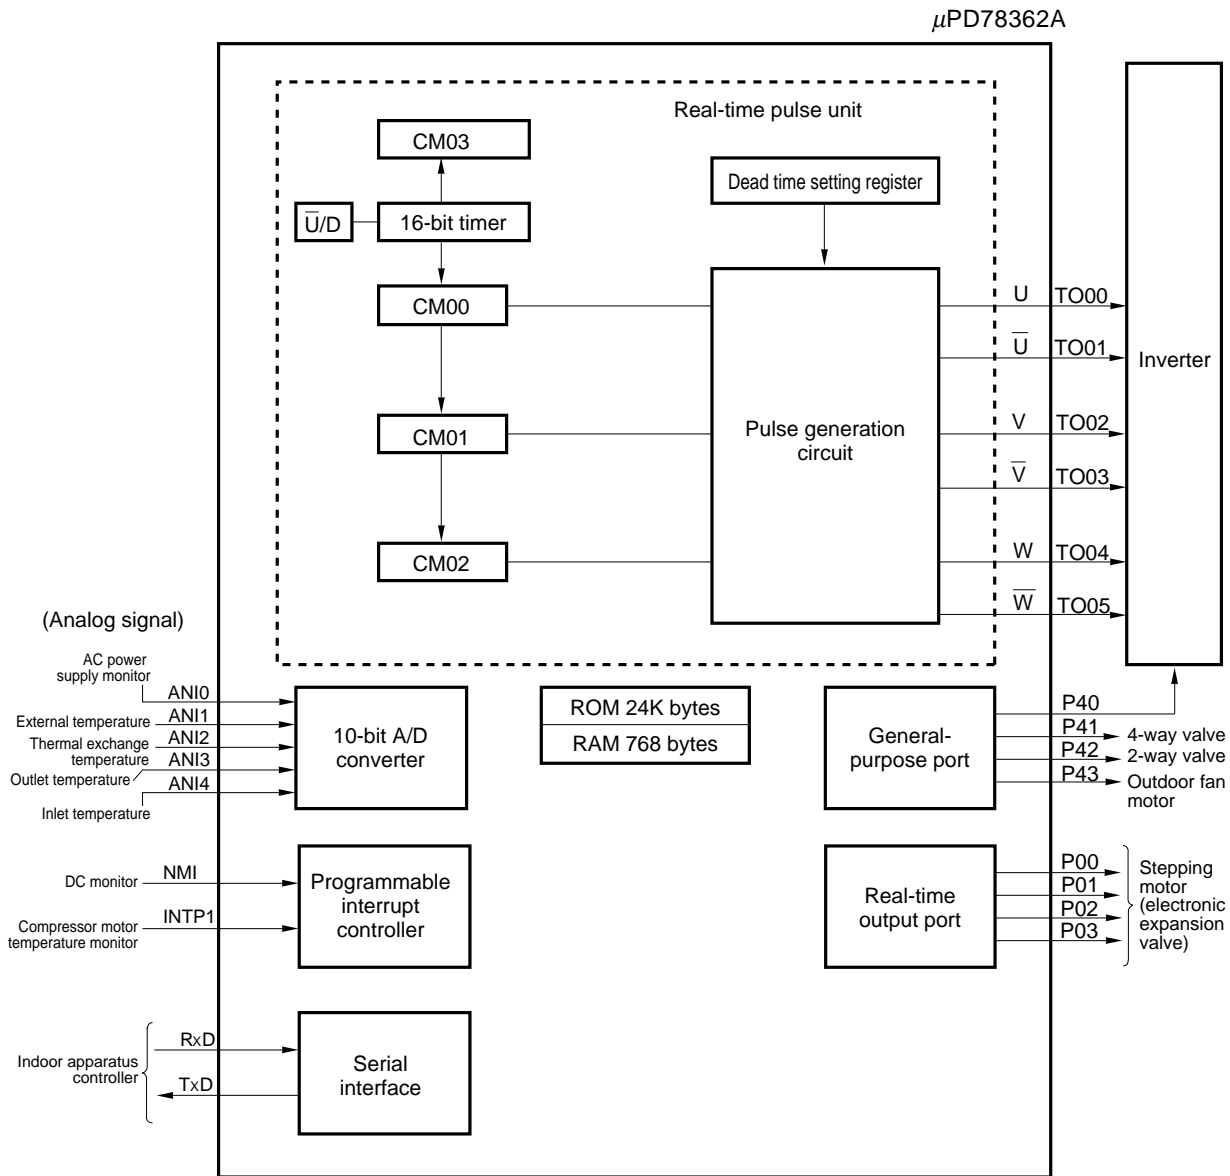 μPD78362A
Real-time pulse unit
CM03
Dead time setting register
U̅/D
16-bit timer
CM00
CM01
CM02
Pulse generation
circuit
U
TO00
U̅
TO01
V
TO02
V̅
TO03
W
TO04
W̅
TO05
Inverter
(Analog signal)
AC power
supply monitor
ANI0
External temperature
ANI1
Thermal exchange
temperature
ANI2
Outlet temperature
ANI3
Inlet temperature
ANI4
10-bit A/D
converter
ROM 24K bytes
RAM 768 bytes
General-
purpose port
P40
P41
4-way valve
P42
2-way valve
P43
Outdoor fan
motor
DC monitor
NMI
Compressor motor
temperature monitor
INTP1
Programmable
interrupt
controller
Real-time
output port
P00
P01
P02
P03
Stepping
motor
(electronic
expansion
valve)
Indoor apparatus
controller
RxD
TxD
Serial
interface